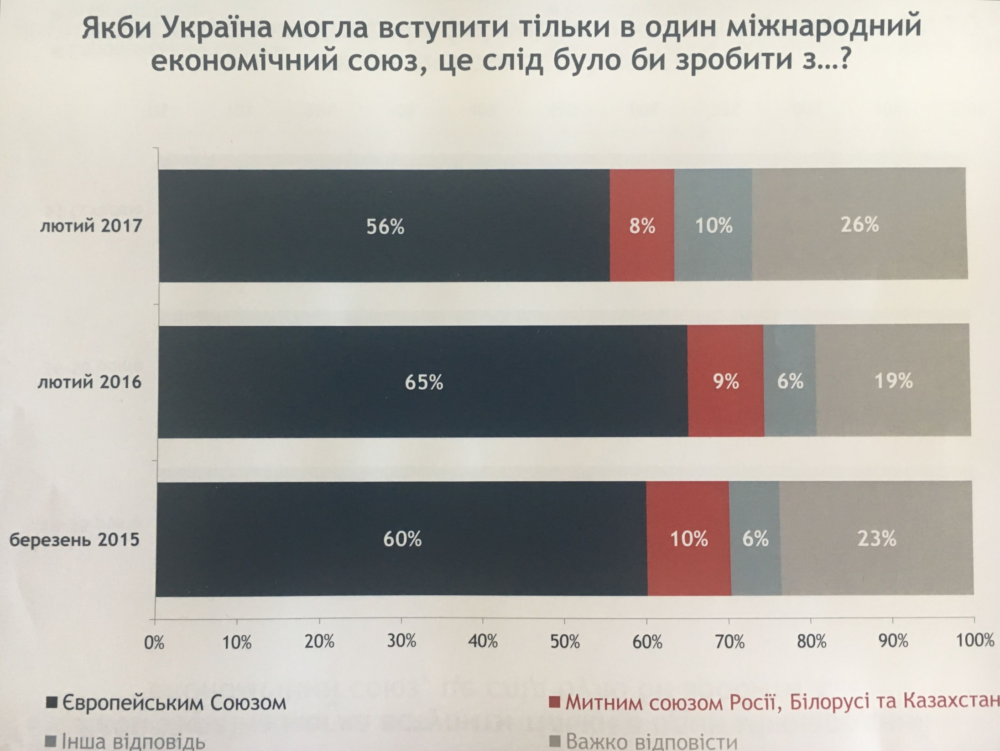 Якби Україна могла вступити тільки в один міжнародний
економічний союз, це слід було би зробити з...?
лютий 2017
56%
8%
10%
26%
лютий 2016
65%
9%
6%
19%
березень 2015
60%
10%
6%
23%
0%
10%
20%
30%
40%
50%
60%
70%
80%
90%
100%
Європейським Союзом
Митним союзом Росії, Білорусі та Казахстан
Інша відповідь
Важко відповісти